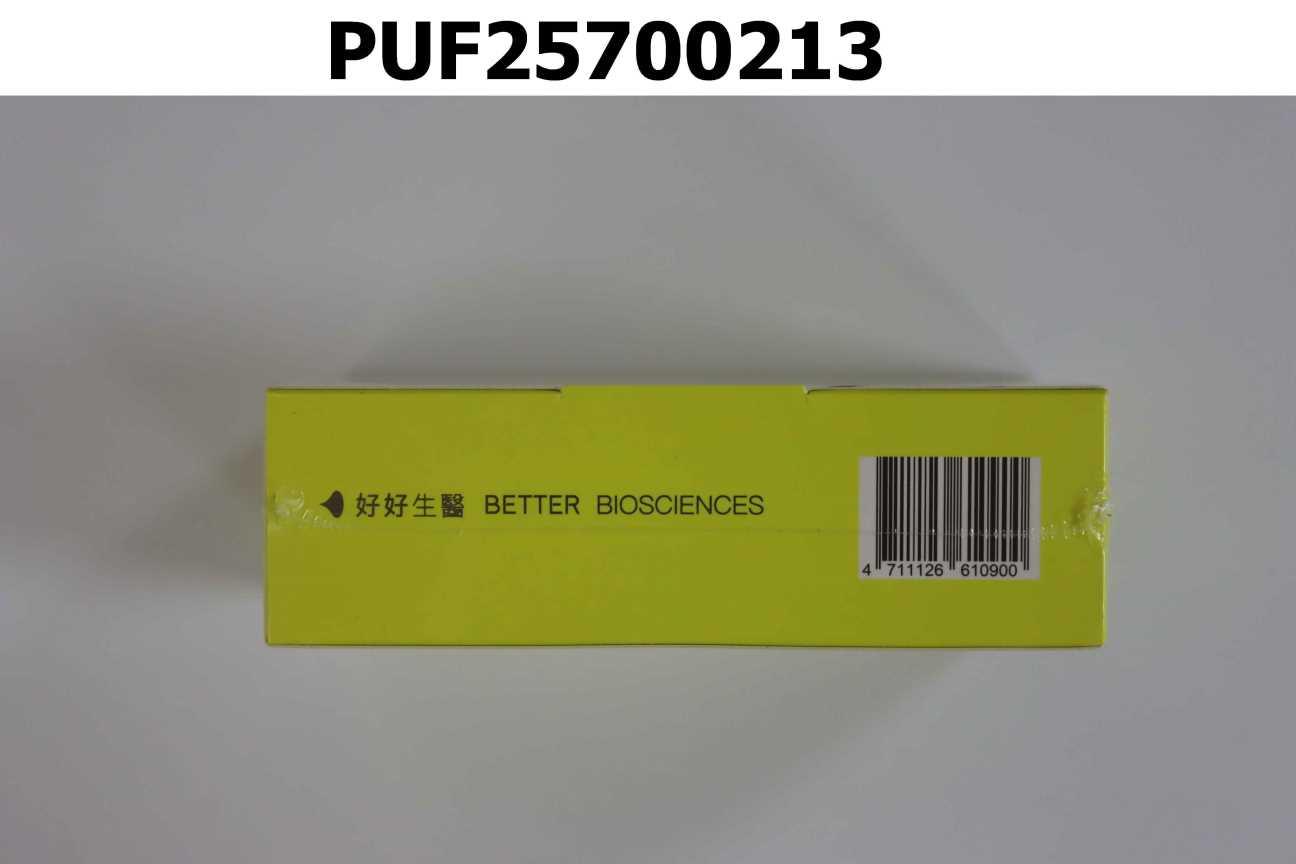 PUF25700213
好好生醫 BETTER BIOSCIENCES
4 711126 610900